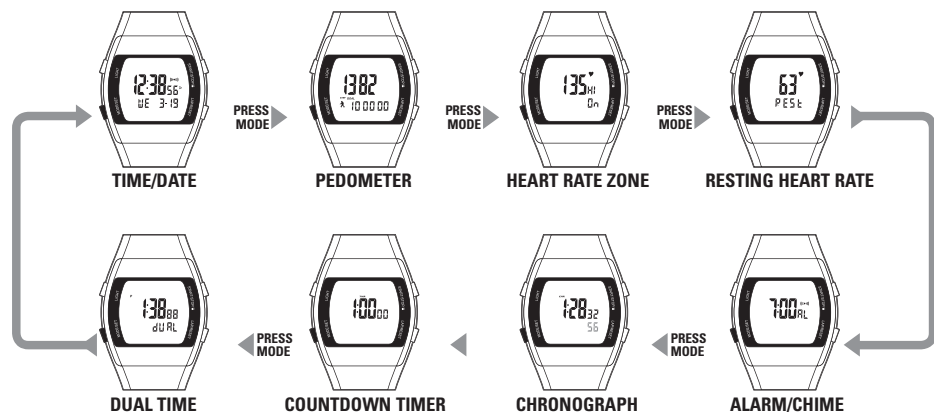 12:38 56
WE 3-19
1382
100000
135 HI
On
63
REST
PRESS
MODE
PRESS
MODE
PRESS
MODE
TIME/DATE
PEDOMETER
HEART RATE ZONE
RESTING HEART RATE
1:38 88
dUAL
1:00 00
1:28 32
56
7:00 AL
PRESS
MODE
PRESS
MODE
DUAL TIME
COUNTDOWN TIMER
CHRONOGRAPH
ALARM/CHIME